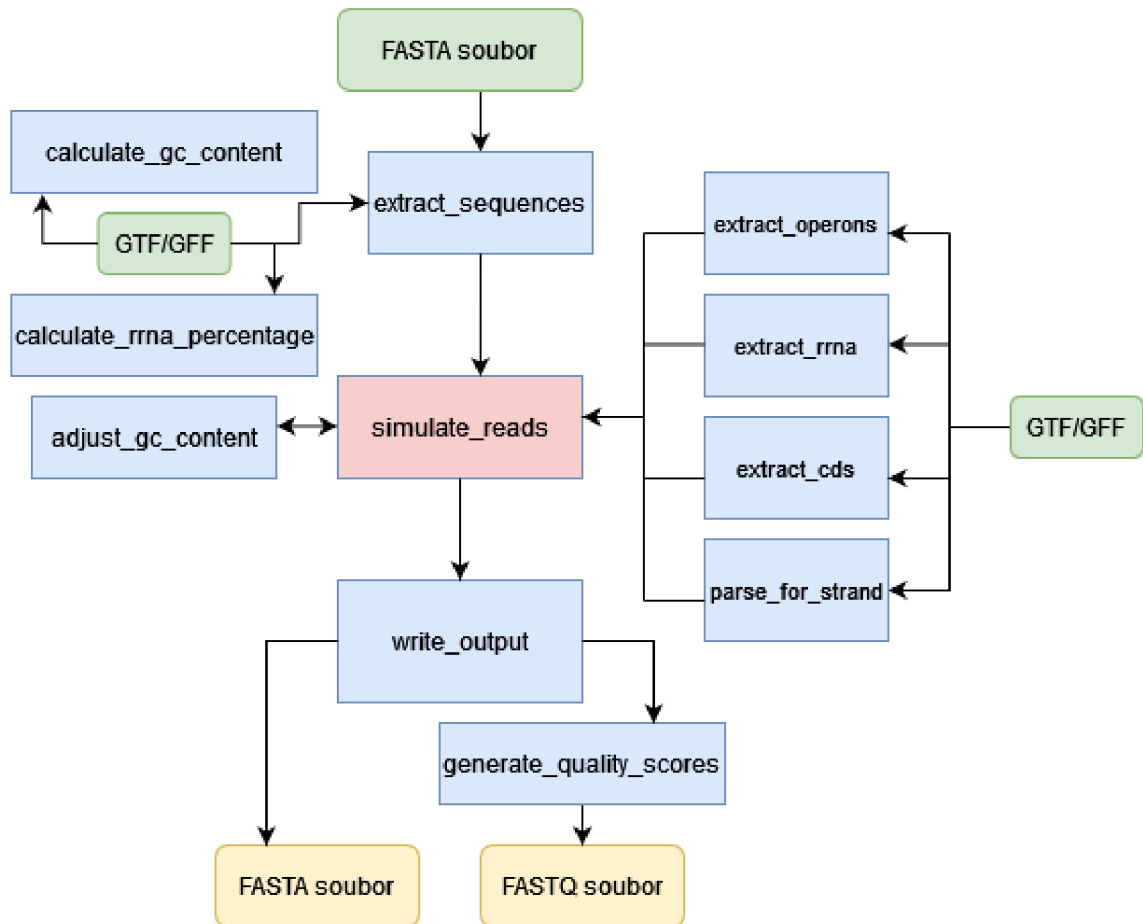 FASTA soubor
calculate_gc_content
extract_sequences
extract_operons
GTF/GFF
calculate_rrna_percentage
extract_rrna
adjust_gc_content
simulate_reads
GTF/GFF
extract_cds
parse_for_strand
write_output
generate_quality_scores
FASTA soubor
FASTQ soubor